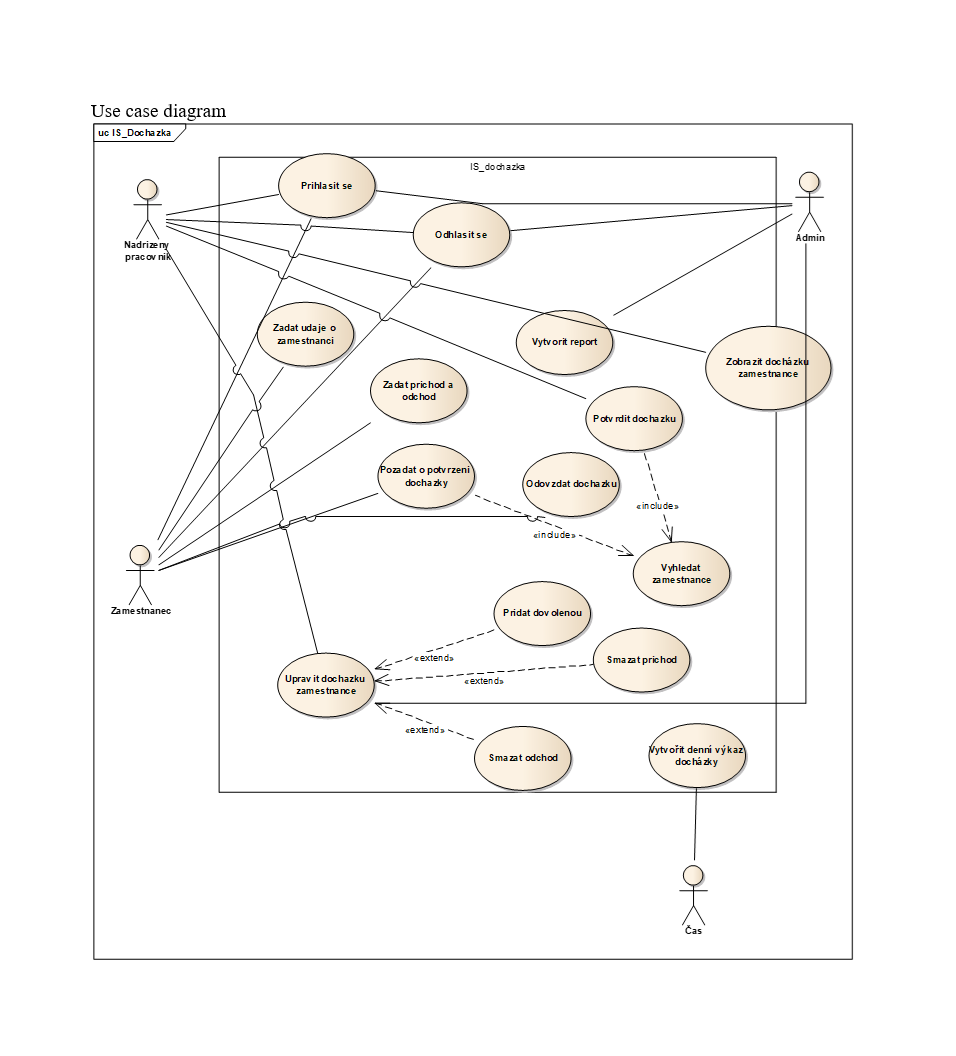 Use case diagram
uc IS_Dochazka
IS_dochazka
Prihlasit se
Odhlasit se
Nadrizeny
pracovnik
Admin
Zadat udaje o
zamestnanci
Vytvorit report
Zobrazit docházku
zamestnance
Zadat prichod a
odchod
Potvrdit dochazku
Pozadat o potvrzeni
dochazky
Odovzdat dochazku
«include»
«include»
Zamestnanec
Vyhledat
zamestnance
Pridat dovolenou
«extend»
Smazat prichod
«extend»
Upravit dochazku
zamestnance
«extend»
Smazat odchod
Vytvořit denní výkaz
docházky
Čas